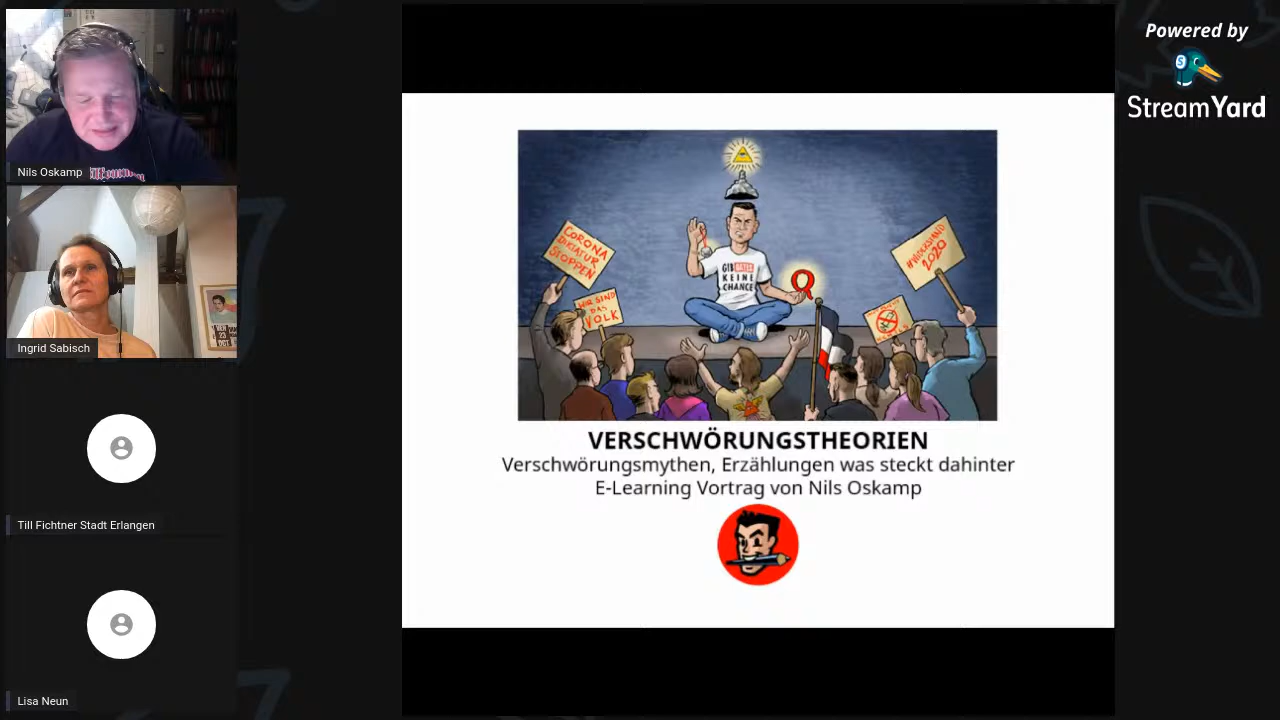 Nils Oskamp
Ingrid Sabisch
Till Fichtner Stadt Erlangen
Lisa Neun
CORONA
DIKTATUR
STOPPEN
WIR SIND
DAS
VOLK
GIB GATES
KEINE
CHANCE
Q
#WIDERSTAND
2020
VERSCHWÖRUNGSTHEORIEN
Verschwörungsmythen, Erzählungen was steckt dahinter
E-Learning Vortrag von Nils Oskamp
Powered by
S
StreamYard